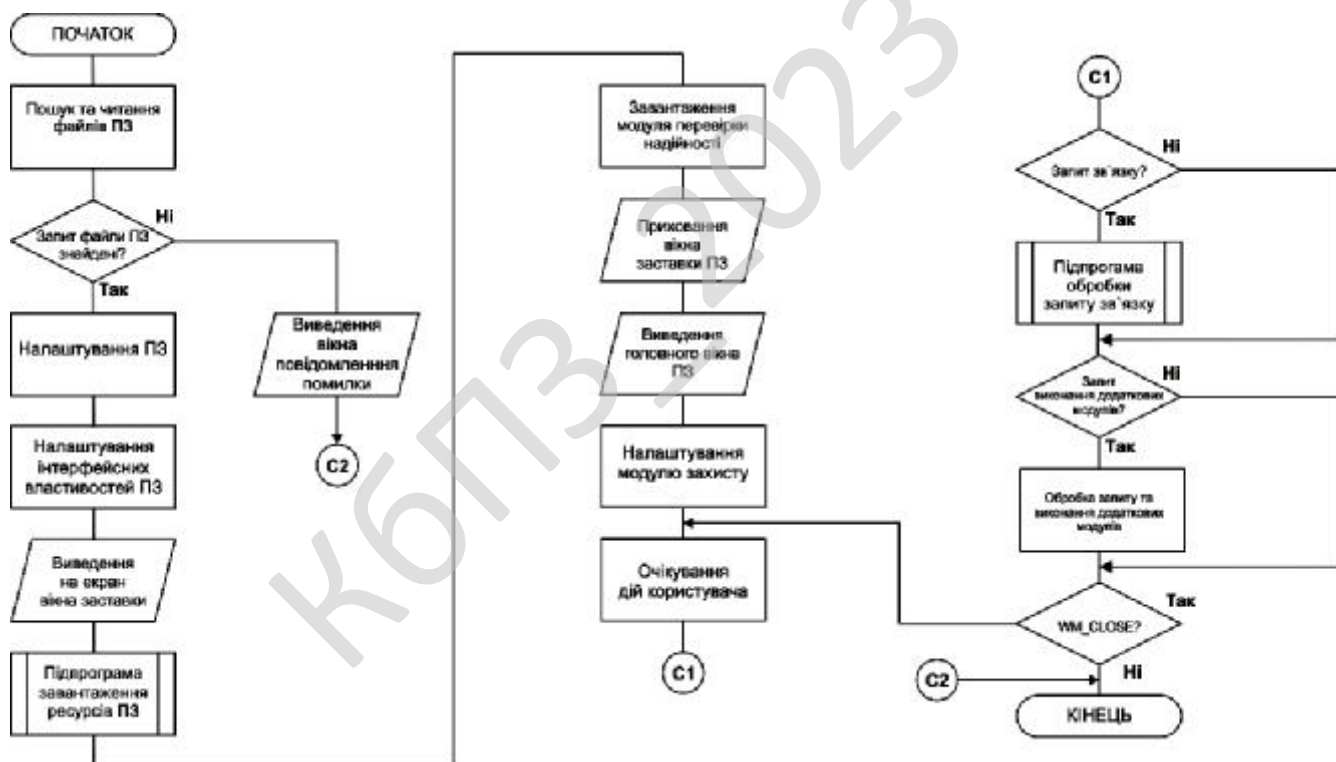 ПОЧАТОК
Пошук та читання
файлів ПЗ
Запит файли ПЗ
знайдені?
Ні
Так
Налаштування ПЗ
Виведення
вікна
повідомленння
помилки
C2
Налаштування
інтерфейсних
властивостей ПЗ
Виведення
на екран
вікна заставки
Підпрограма
завантаження
ресурсів ПЗ
Завантаження
модуля перевірки
надійності
Приховання
вікна
заставки ПЗ
Виведення
головного вікна
ПЗ
Налаштування
модулю захисту
Очікування
дій користувача
C1
C1
Запит зв`язку?
Ні
Так
Підпрогама
обробки
запиту зв`язку
Запит
виконання додаткових
модулів?
Ні
Так
Обробка запиту та
виконання додаткових
модулів
WM_CLOSE?
Так
Ні
C2
КІНЕЦЬ
КбПЗ_2023